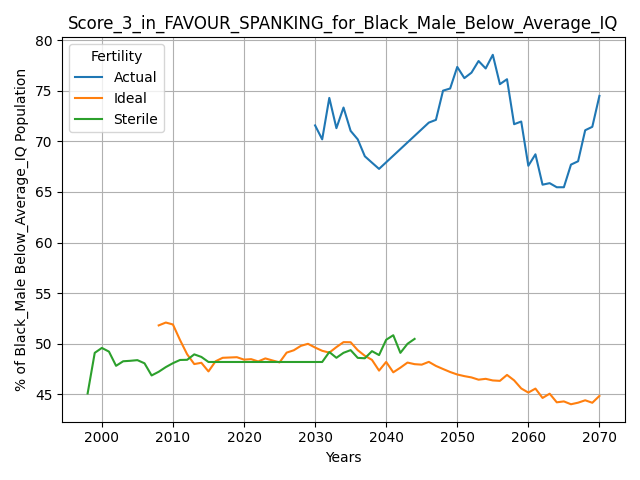 Score_3_in_FAVOUR_SPANKING_for_Black_Male_Below_Average_IQ
Fertility
Actual
Ideal
Sterile
% of Black_Male Below_Average_IQ Population
80
75
70
65
60
55
50
45
2000
2010
2020
2030
2040
2050
2060
2070
Years